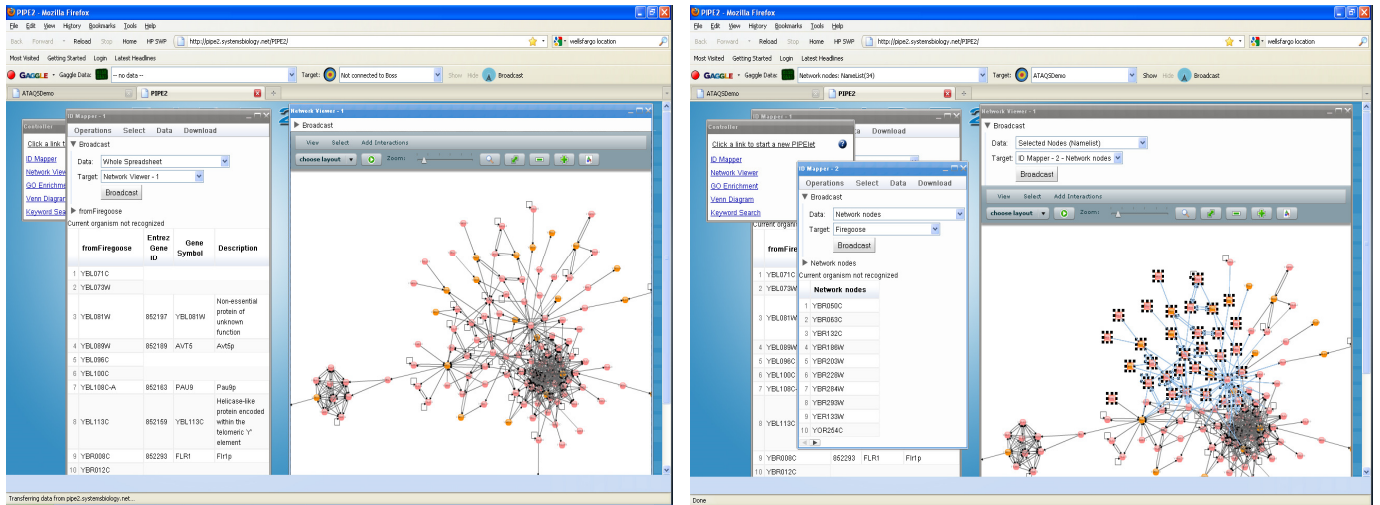 PIPE2 - Mozilla Firefox
File Edit View History Bookmarks Tools Help
Back Forward Reload Stop Home HP SWP http://pipe2.systemsbiology.net/PIPE2/ wellsfargo location
Most Visited Getting Started Login Latest Headlines
GAGGLE Gaggle Data: -- no data -- Target: Not connected to Boss Show Hide Broadcast
ATAQSDemo PIPE2
Controller
Click a link t
ID Mapper
Network View
GO Enrichme
Venn Diagram
Keyword Sea
ID Mapper - 1
Operations Select Data Download
Broadcast
Data: Whole Spreadsheet
Target: Network Viewer - 1
Broadcast
fromFiregoose
Current organism not recognized
fromFiregoose Entrez Gene ID Gene Symbol Description
1 YBL071C
2 YBL073W
3 YBL081W 852197 YBL081W Non-essential protein of unknown function
4 YBL089W 852189 AVT5 Avt5p
5 YBL096C
6 YBL100C
7 YBL108C-A 852163 PAU9 Pau9p
8 YBL113C 852159 YBL113C Helicase-like protein encoded within the telomeric Y' element
9 YBR008C 852293 FLR1 Flr1p
10 YBR012C
Network Viewer - 1
Broadcast
View Select Add Interactions
choose layout Zoom:
Transferring data from pipe2.systemsbiology.net...
PIPE2 - Mozilla Firefox
File Edit View History Bookmarks Tools Help
Back Forward Reload Stop Home HP SWP http://pipe2.systemsbiology.net/PIPE2/ wellsfargo location
Most Visited Getting Started Login Latest Headlines
GAGGLE Gaggle Data: Network nodes: NameList(34) Target: ATAQSDemo Show Hide Broadcast
ATAQSDemo PIPE2
ID Mapper - 1
Download
Controller
Click a link to start a new PIPElet
ID Mapper
Network Viewer
GO Enrichment
Venn Diagram
Keyword Search
Current organi
fromFire
1 YBL071C
2 YBL073W
3 YBL081W
4 YBL089W
5 YBL096C
6 YBL100C
7 YBL108C-
8 YBL113C
9 YBR008C 852293 FLR1 Flr1p
10 YBR012C
ID Mapper - 2
Operations Select Data Download
Broadcast
Data: Network nodes
Target: Firegoose
Broadcast
Network nodes
Current organism not recognized
Network nodes
1 YBR050C
2 YBR063C
3 YBR132C
4 YBR186W
5 YBR203W
6 YBR228W
7 YBR284W
8 YBR293W
9 YER133W
10 YOR254C
Network Viewer - 1
Broadcast
Data: Selected Nodes (Namelist)
Target: ID Mapper - 2 - Network nodes
Broadcast
View Select Add Interactions
choose layout Zoom:
Done